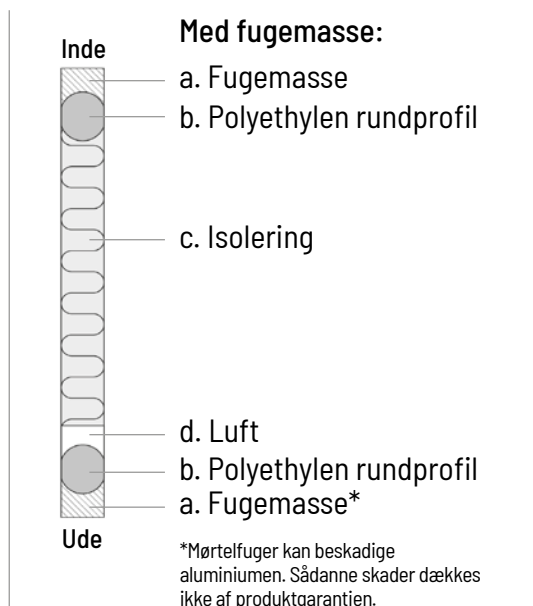 Med fugemasse:
Inde
a. Fugemasse
b. Polyethylen rundprofil
c. Isolering
d. Luft
b. Polyethylen rundprofil
a. Fugemasse*
Ude
*Mørtelfuger kan beskadige
aluminiumen. Sådanne skader dækkes
ikke af produktgarantien.